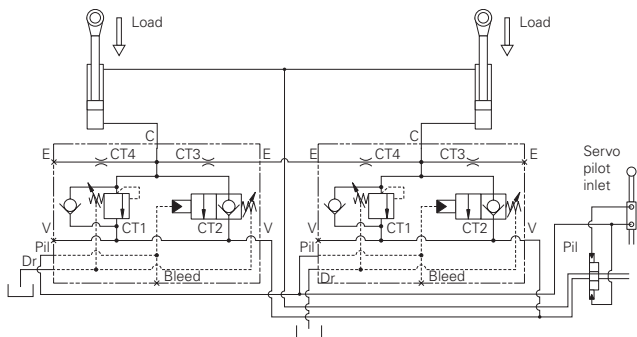 Load
Load
C
C
E
CT4
CT3
E
E
CT4
CT3
E
Servo
pilot
inlet
V
CT1
CT2
V
V
CT1
CT2
V
Pil
Pil
Pil
Dr
Bleed
Dr
Bleed